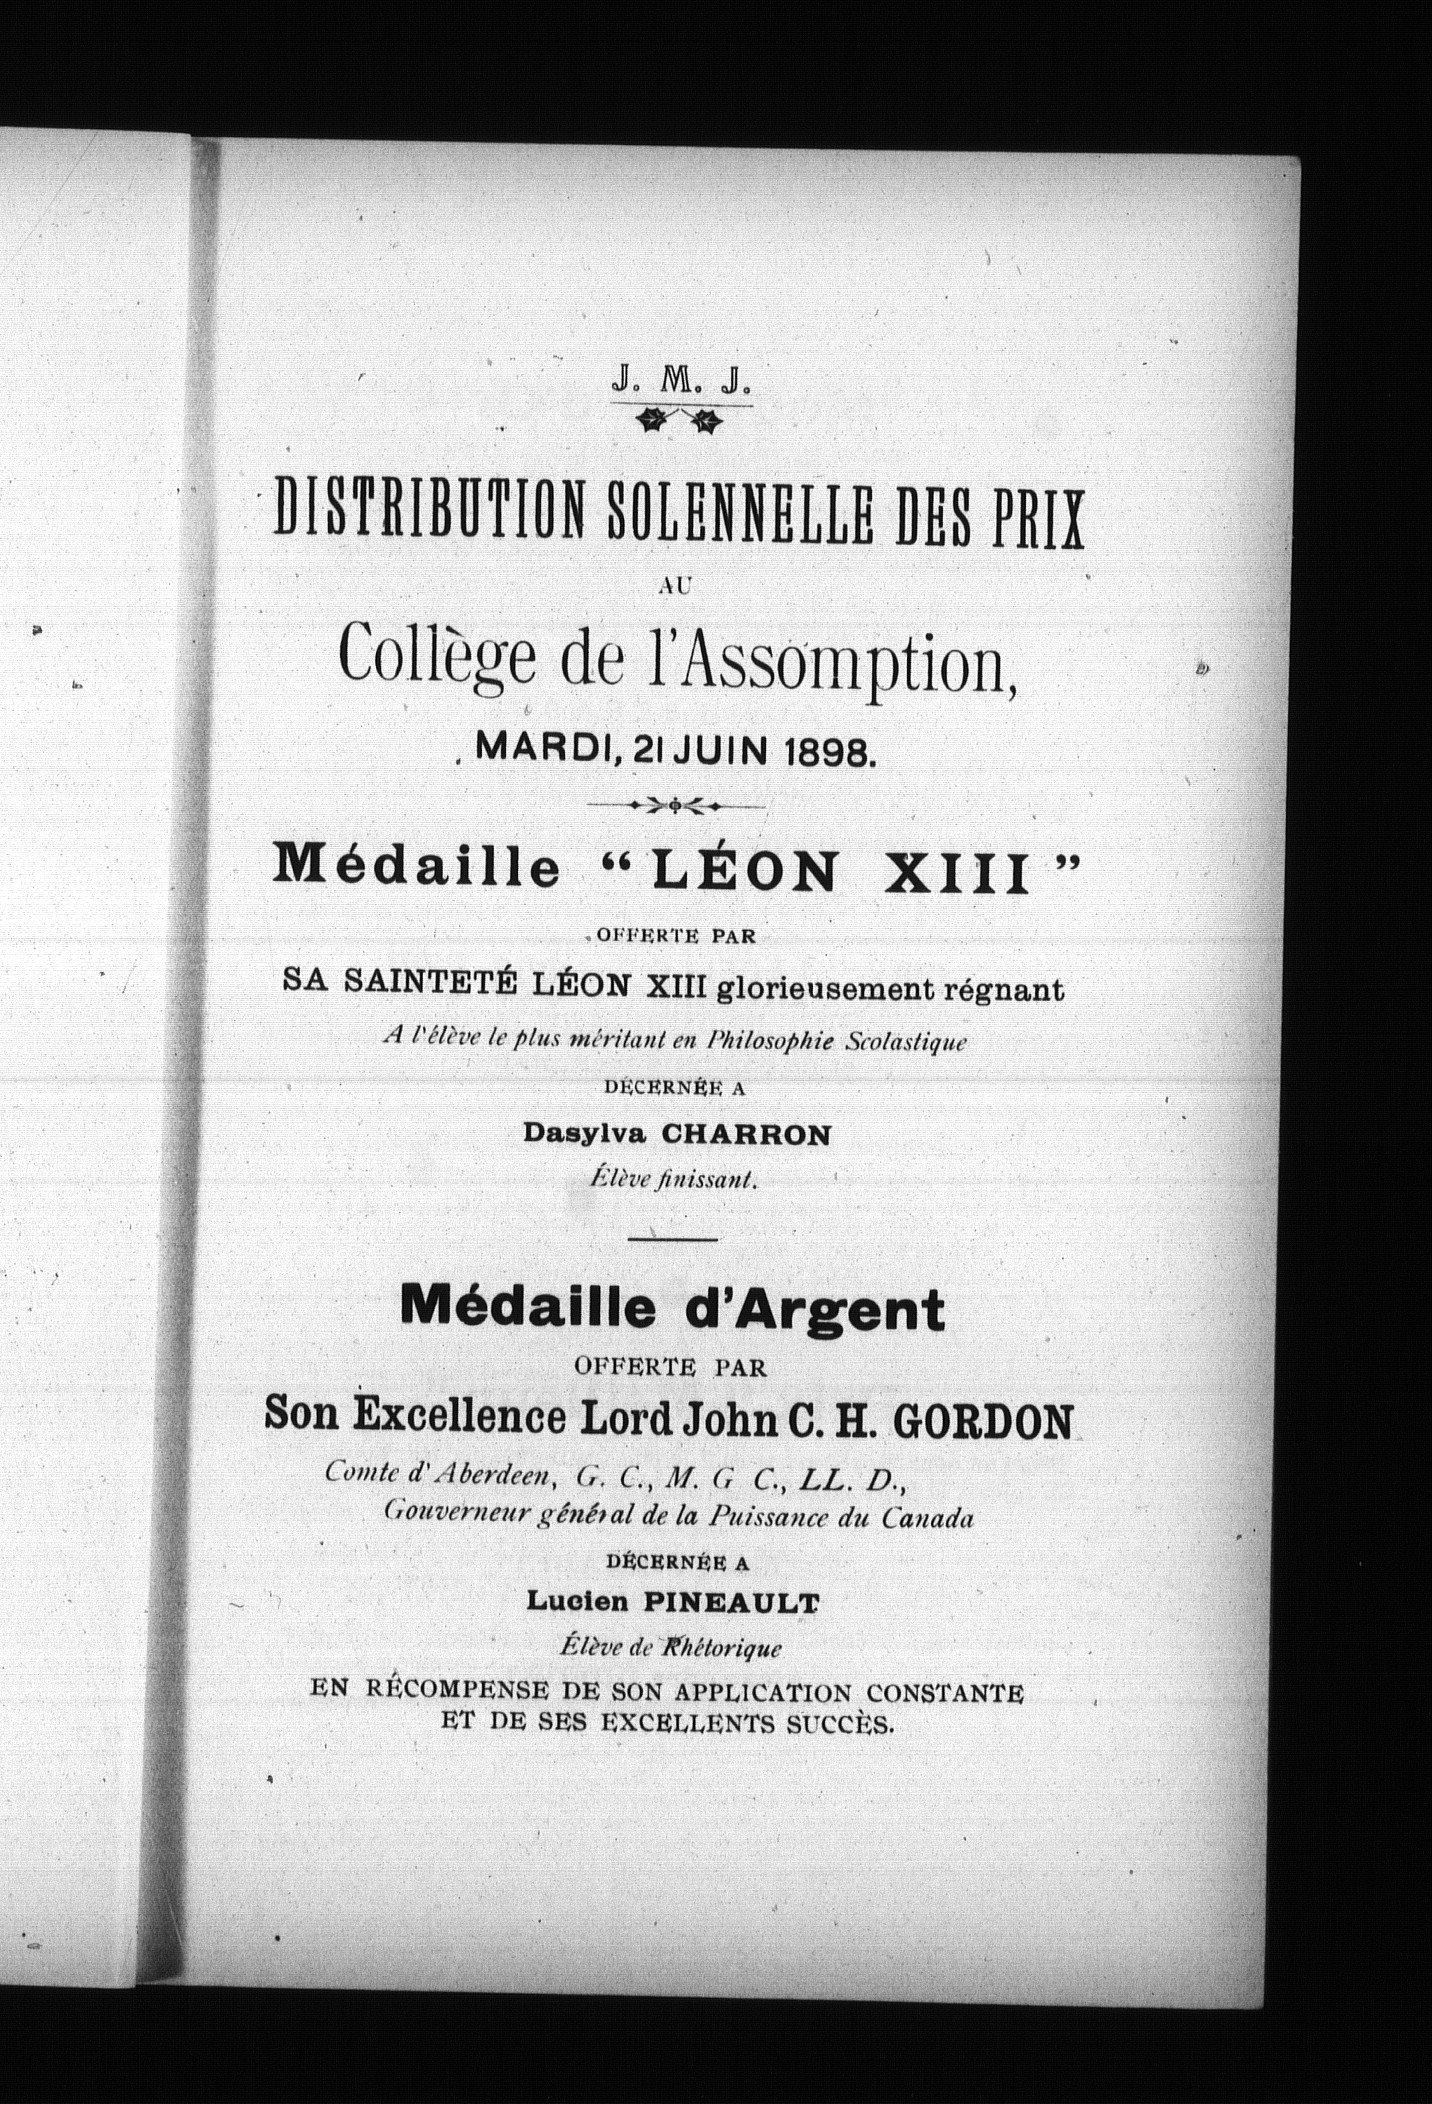 J. M. J.
DISTRIBUTION SOLENNELLE DES PRIX
AU
Collège de l'Assomption,
MARDI, 21 JUIN 1898.
Médaille “ LÉON XIII ”
OFFERTE PAR
SA SAINTETÉ LÉON XIII glorieusement régnant
A l'élève le plus méritant en Philosophie Scolastique
DÉCERNÉE A
Dasylva CHARRON
Élève finissant.
Médaille d'Argent
OFFERTE PAR
Son Excellence Lord John C. H. GORDON
Comte d'Aberdeen, G. C., M. G C., LL. D.,
Gouverneur général de la Puissance du Canada
DÉCERNÉE A
Lucien PINEAULT
Élève de Rhétorique
EN RÉCOMPENSE DE SON APPLICATION CONSTANTE
ET DE SES EXCELLENTS SUCCÈS.